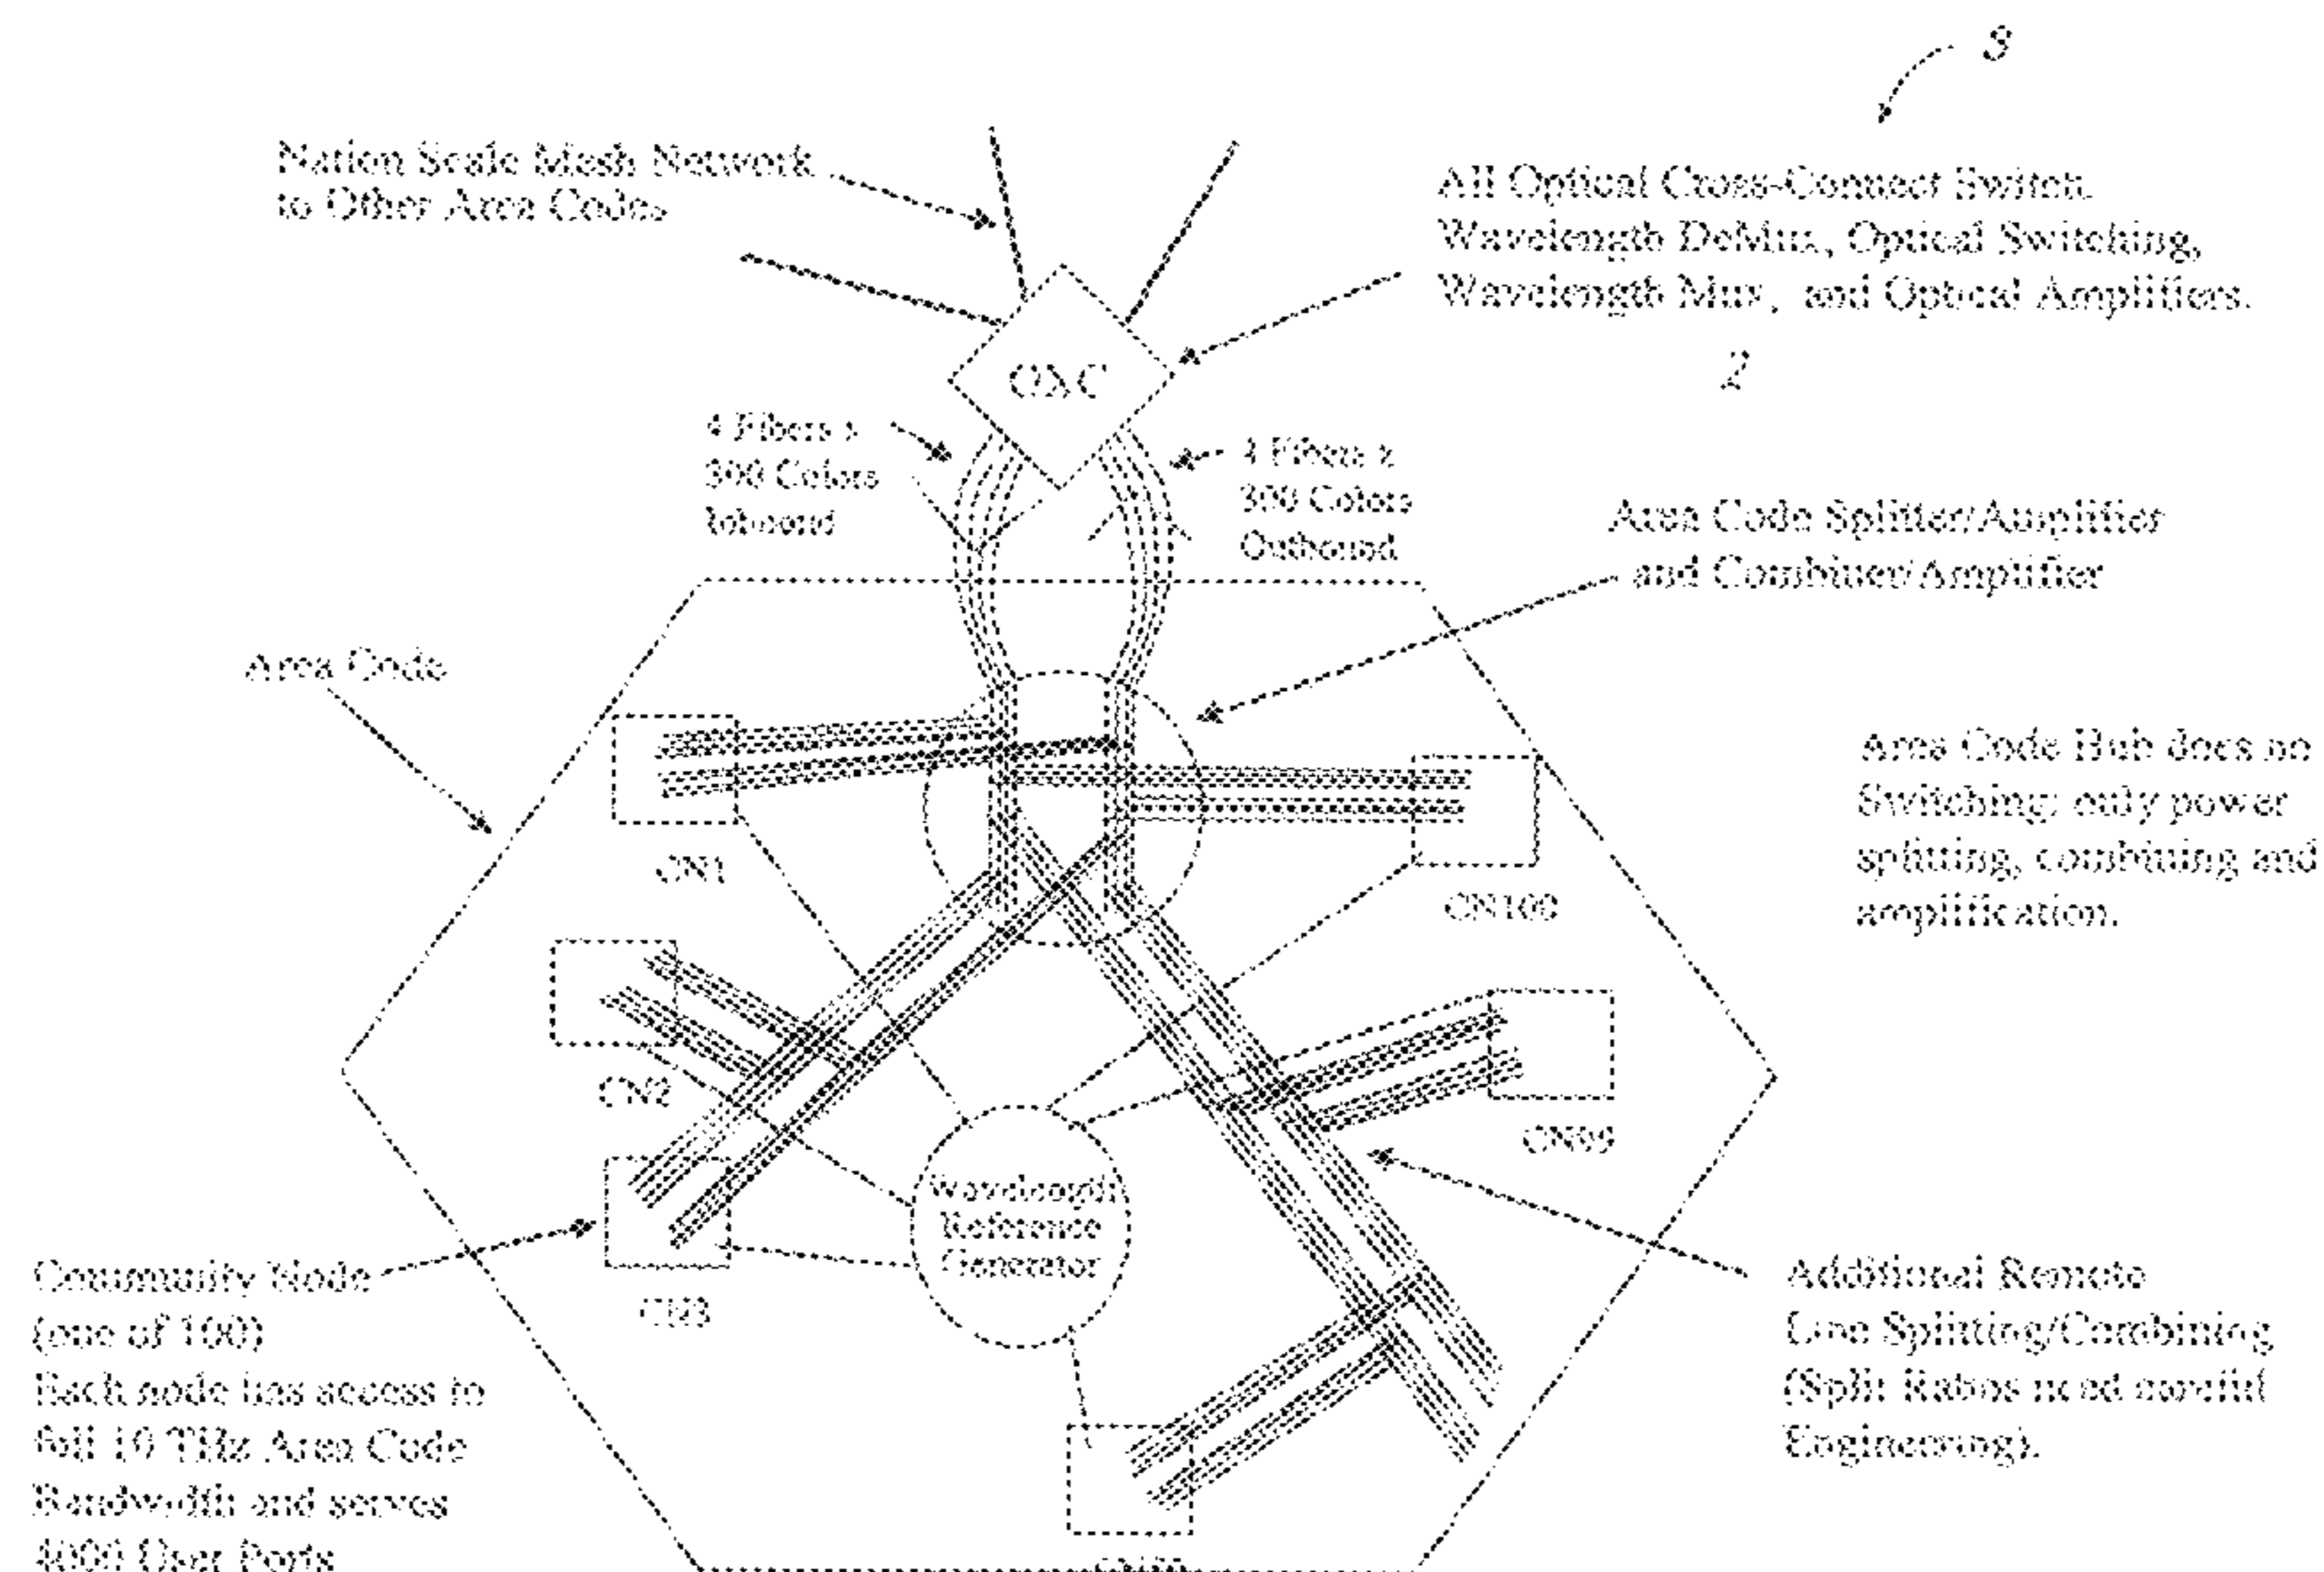 3
Nation Scale Mesh Network
to Other Area Codes
All Optical Cross-Connect Switch.
Wavelength DeMux, Optical Switching,
Wavelength Mux, and Optical Amplifiers.
2
OXC
4 Fibers x
300 Colors
Inbound
4 Fibers x
300 Colors
Outbound
Area Code Splitter/Amplifier
and Combiner/Amplifier
Area Code
Area Code Hub does no
Switching; only power
splitting, combining and
amplification.
CN1
CN100
CN2
CN99
Wavelength
Reference
Generator
CN3
Community Node
(one of 100)
Each node has access to
full 10 THz Area Code
Bandwidth and serves
User Ports
Additional Remote
Line Splitting/Combining
(Split Ratios need careful
Engineering).